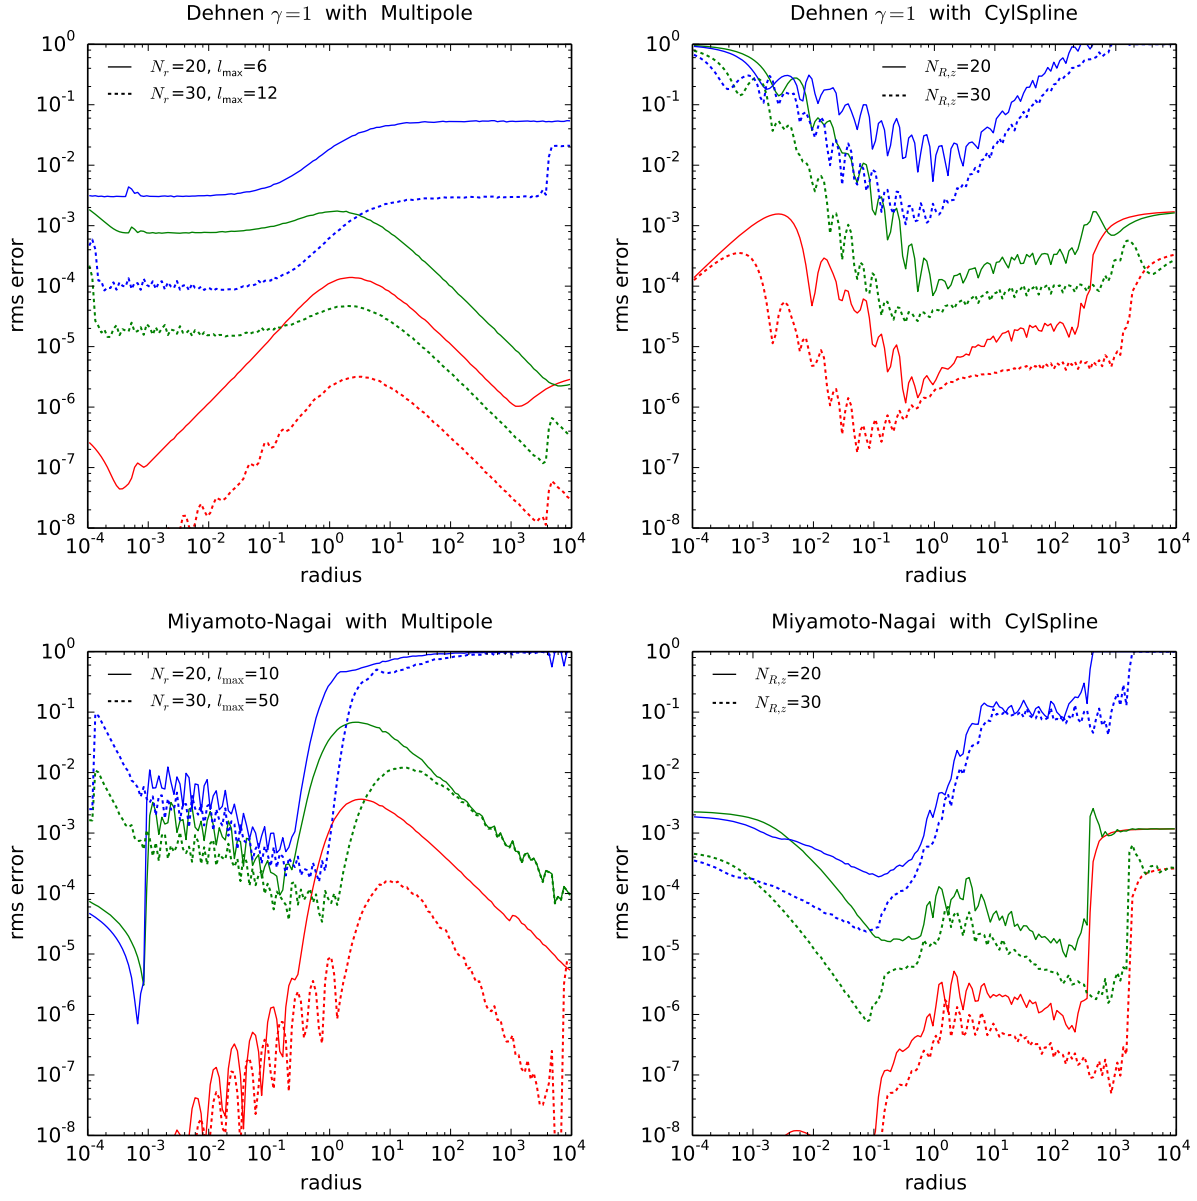 Dehnen γ=1 with Multipole
10^0
10^-1
10^-2
10^-3
10^-4
10^-5
10^-6
10^-7
10^-8
rms error
N_r=20, l_max=6
N_r=30, l_max=12
10^-4 10^-3 10^-2 10^-1 10^0 10^1 10^2 10^3 10^4
radius
Dehnen γ=1 with CylSpline
10^0
10^-1
10^-2
10^-3
10^-4
10^-5
10^-6
10^-7
10^-8
rms error
N_R,z=20
N_R,z=30
10^-4 10^-3 10^-2 10^-1 10^0 10^1 10^2 10^3 10^4
radius
Miyamoto-Nagai with Multipole
10^0
10^-1
10^-2
10^-3
10^-4
10^-5
10^-6
10^-7
10^-8
rms error
N_r=20, l_max=10
N_r=30, l_max=50
10^-4 10^-3 10^-2 10^-1 10^0 10^1 10^2 10^3 10^4
radius
Miyamoto-Nagai with CylSpline
10^0
10^-1
10^-2
10^-3
10^-4
10^-5
10^-6
10^-7
10^-8
rms error
N_R,z=20
N_R,z=30
10^-4 10^-3 10^-2 10^-1 10^0 10^1 10^2 10^3 10^4
radius